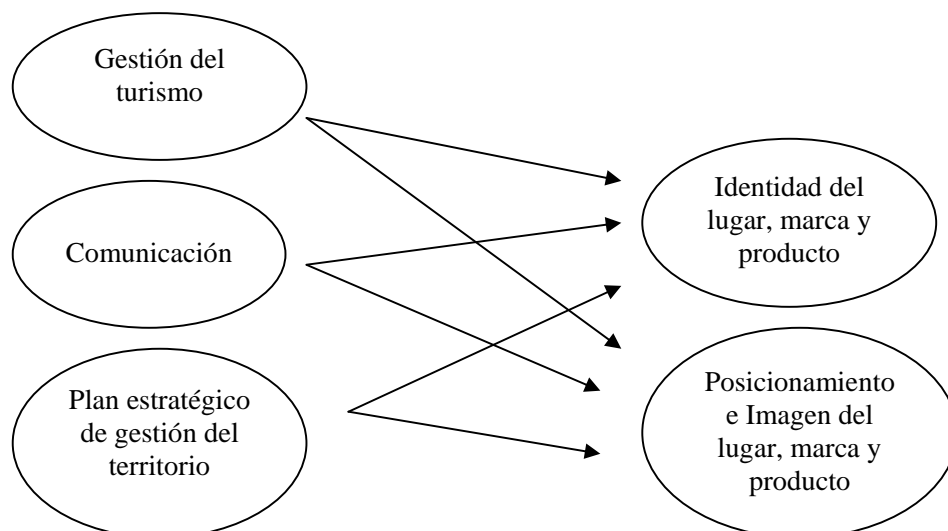 Gestión del
turismo
Comunicación
Plan estratégico
de gestión del
territorio
Identidad del
lugar, marca y
producto
Posicionamiento
e Imagen del
lugar, marca y
producto